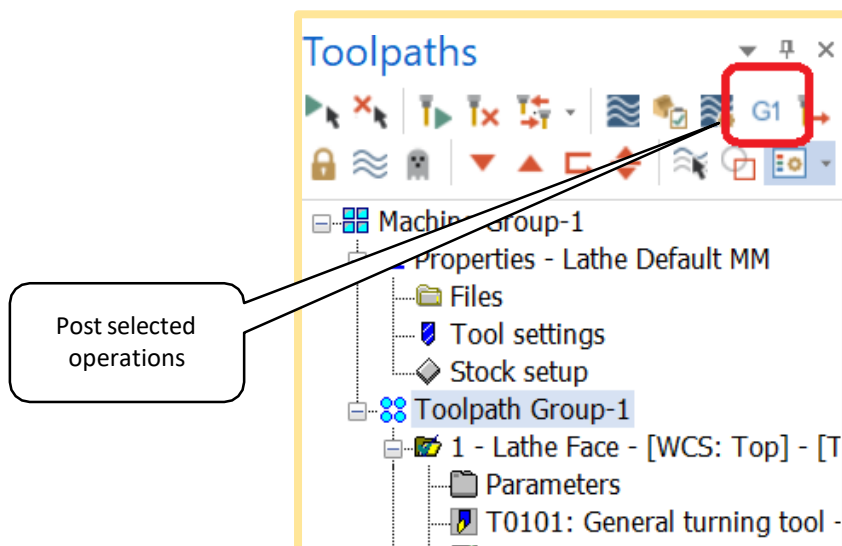 Toolpaths
G1
Machine Group-1
Properties - Lathe Default MM
Files
Tool settings
Stock setup
Toolpath Group-1
1 - Lathe Face - [WCS: Top] - [T
Parameters
T0101: General turning tool -
Post selected
operations